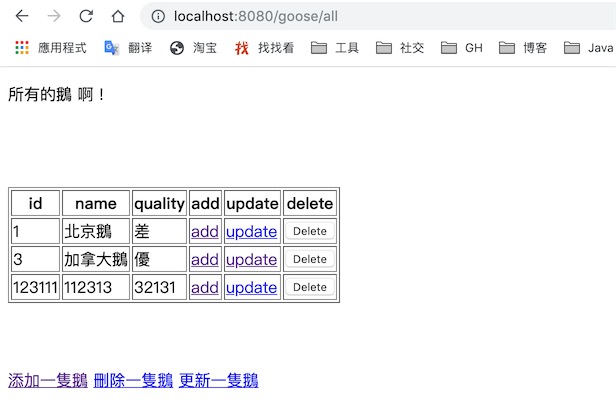 localhost:8080/goose/all
應用程式 翻译 淘宝 找 找找看 工具 社交 GH 博客 Java
所有的鵝 啊！
id name quality add update delete
1 北京鵝 差 add update Delete
3 加拿大鵝 優 add update Delete
123111 112313 32131 add update Delete
添加一隻鵝 刪除一隻鵝 更新一隻鵝